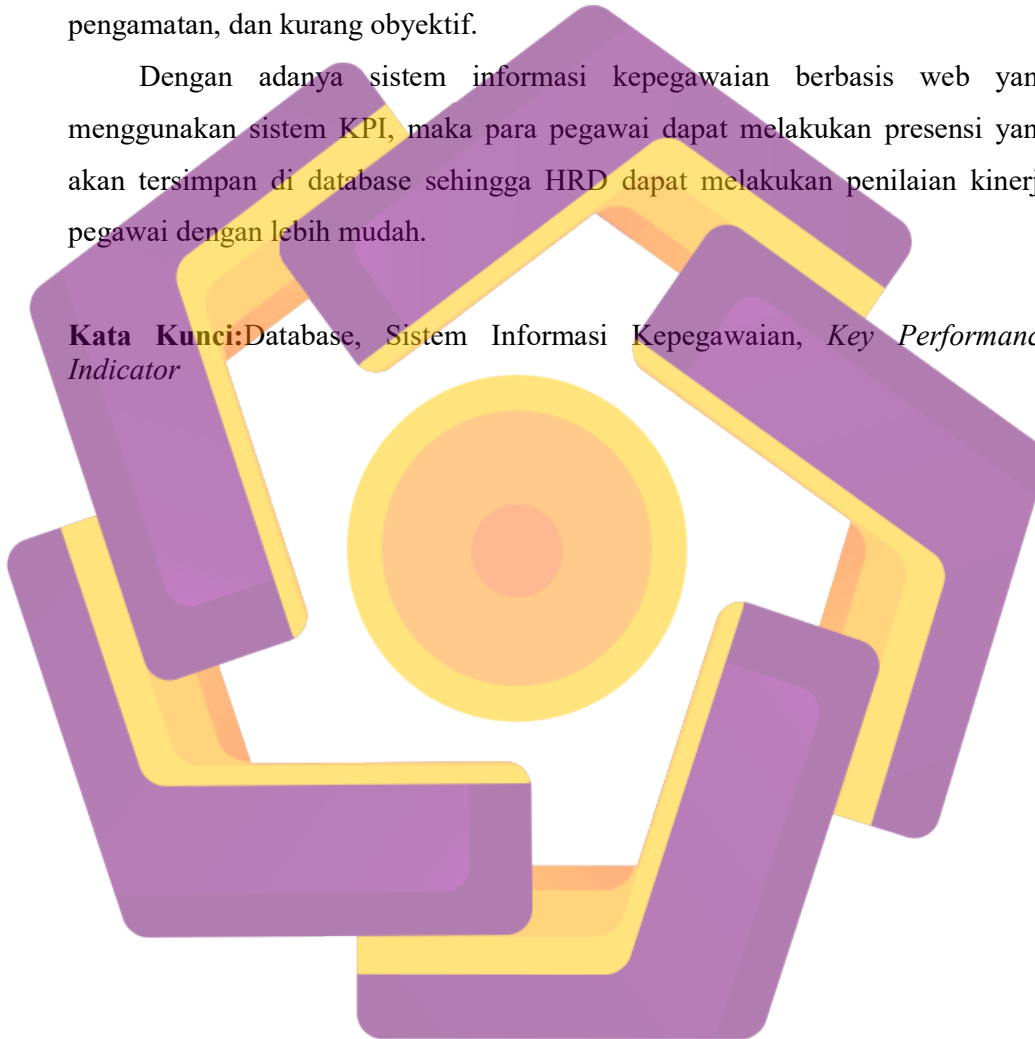 pengamatan, dan kurang obyektif.
Dengan adanya sistem informasi kepegawaian berbasis web yan
menggunakan sistem KPI, maka para pegawai dapat melakukan presensi yan
akan tersimpan di database sehingga HRD dapat melakukan penilaian kinerj
pegawai dengan lebih mudah.
Kata Kunci:Database, Sistem Informasi Kepegawaian, Key Performanc
Indicator